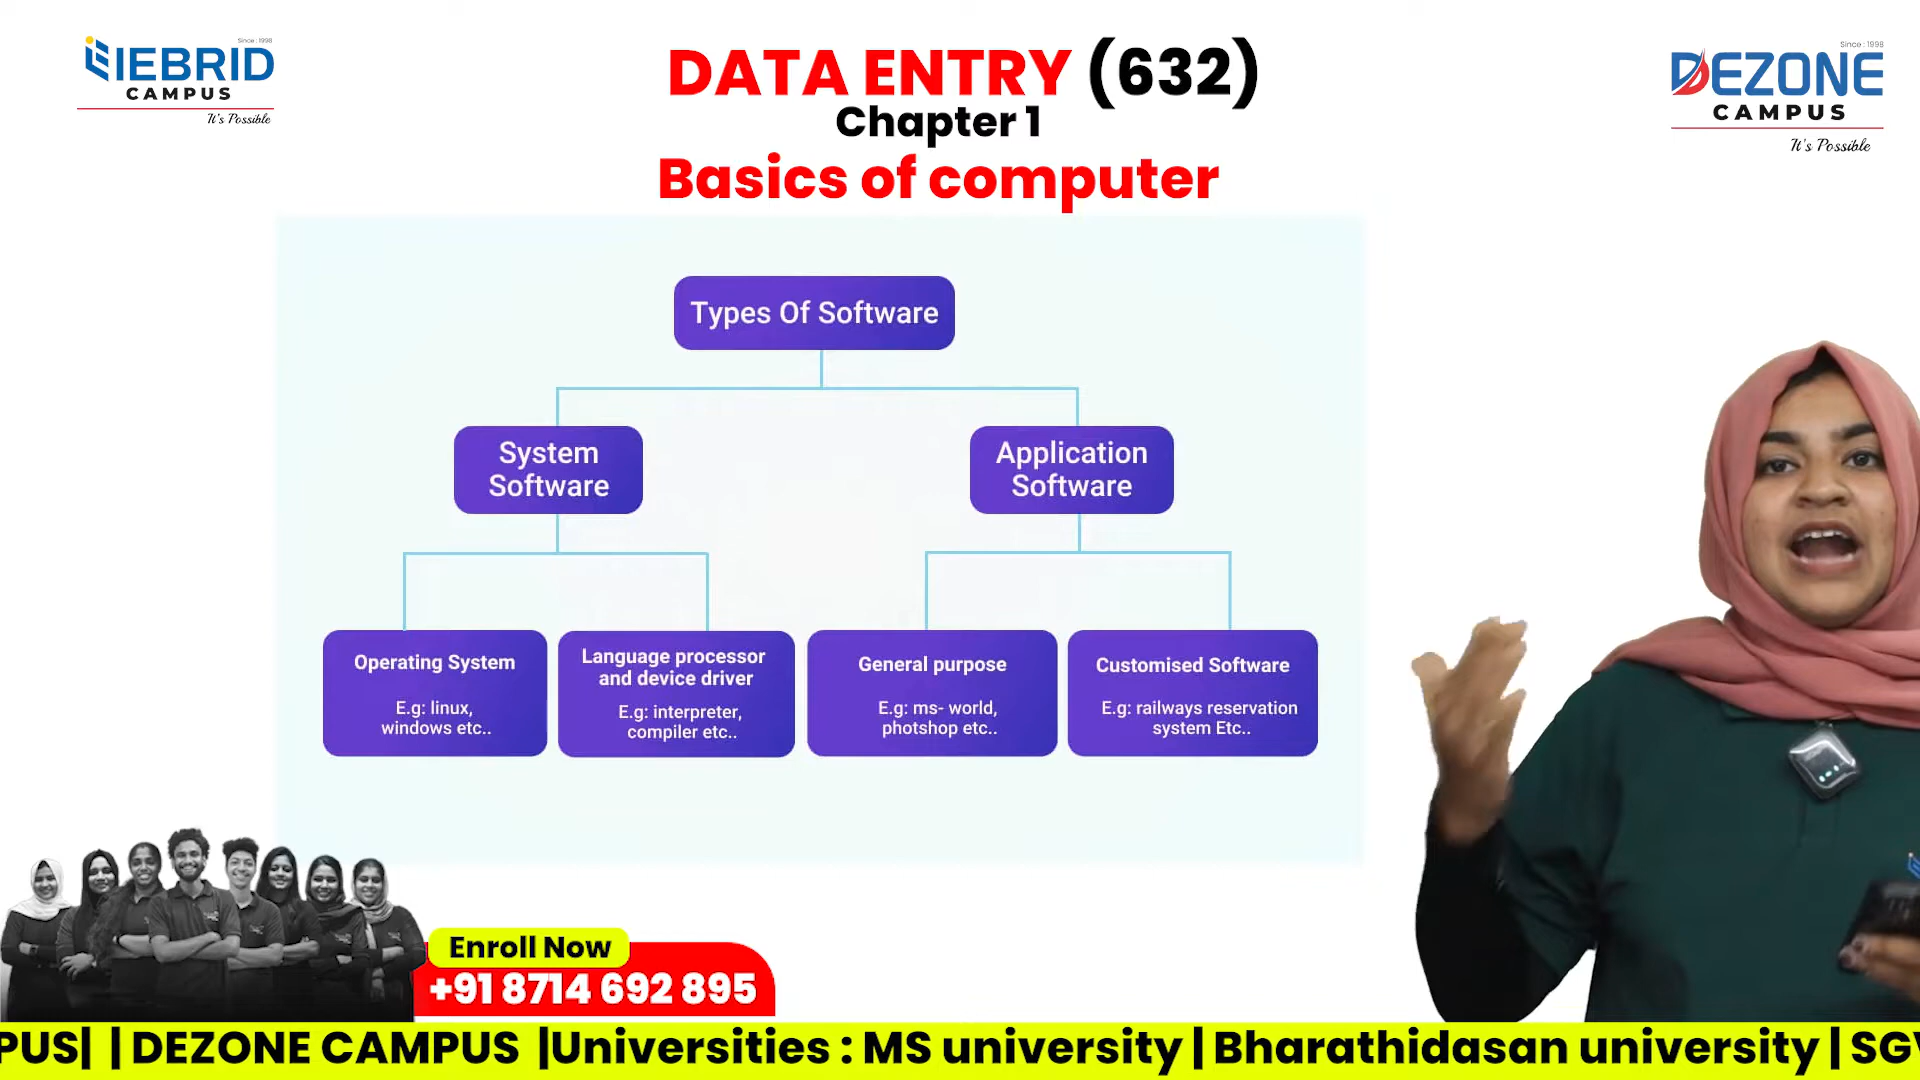 Since : 1998
IEBRID
CAMPUS
It's Possible
DATA ENTRY (632)
Chapter 1
Basics of computer
Since : 1998
DEZONE
CAMPUS
It's Possible
Types Of Software
System
Software
Application
Software
Operating System
E.g: linux,
windows etc..
Language processor
and device driver
E.g: interpreter,
compiler etc..
General purpose
E.g: ms- world,
photshop etc..
Customised Software
E.g: railways reservation
system Etc..
Enroll Now
+91 8714 692 895
PUS| | DEZONE CAMPUS |Universities : MS university | Bharathidasan university | SG